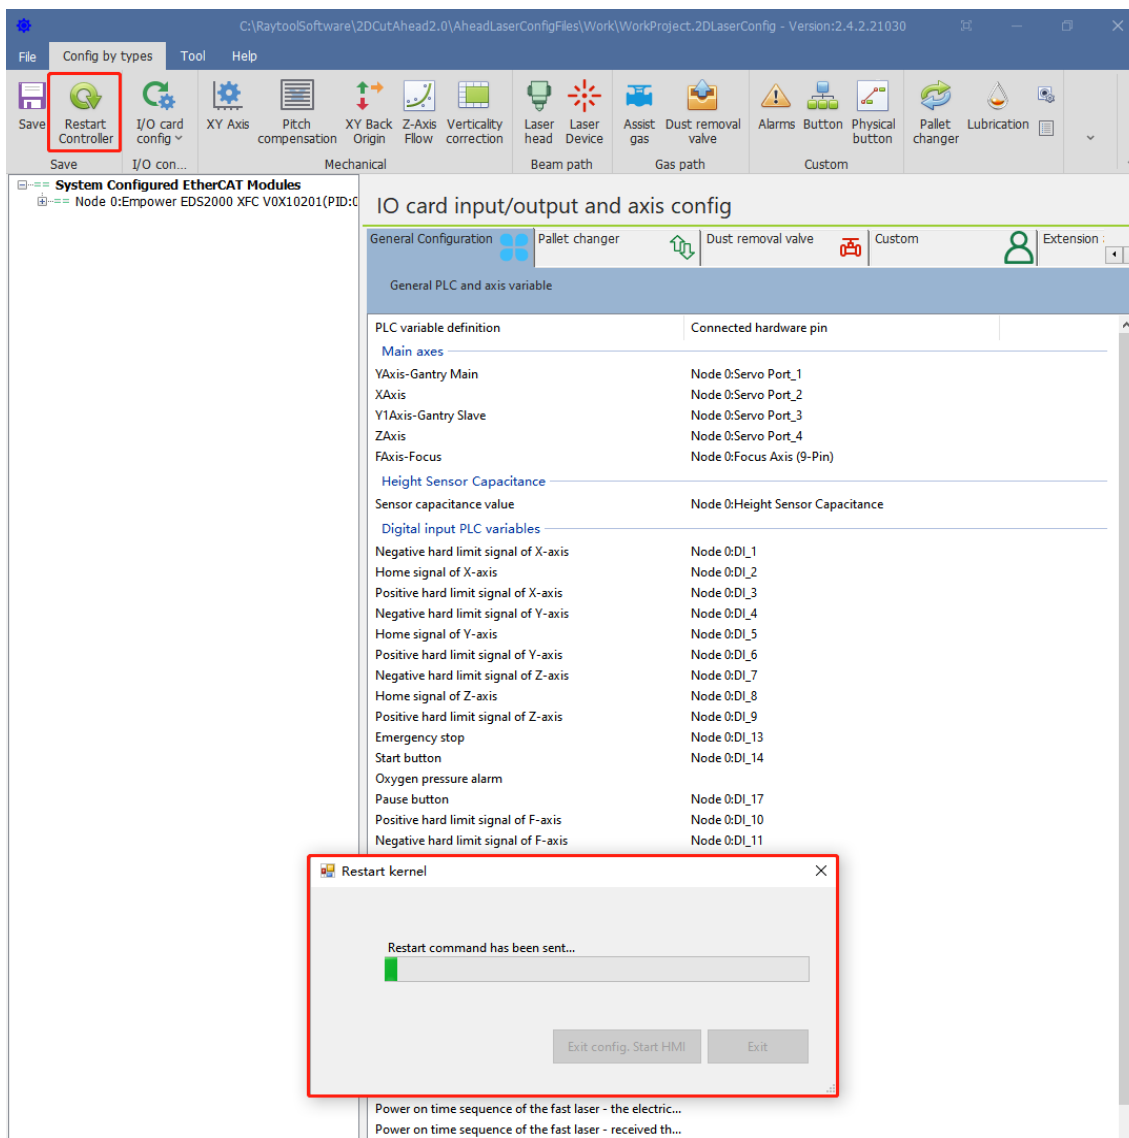 C:\RaytoolSoftware\2DCutAhead2.0\AheadLaserConfigFiles\Work\WorkProject.2DLaserConfig - Version:2.4.2.21030
File Config by types Tool Help
Save Restart Controller I/O card config XY Axis Pitch compensation XY Back Origin Z-Axis Fllow Verticality correction Laser head Laser Device Assist gas Dust removal valve Alarms Button Physical button Pallet changer Lubrication
Save I/O con... Mechanical Beam path Gas path Custom
System Configured EtherCAT Modules
Node 0:Empower EDS2000 XFC V0X10201(PID:0
IO card input/output and axis config
General Configuration Pallet changer Dust removal valve Custom Extension
General PLC and axis variable
PLC variable definition Connected hardware pin
Main axes
YAxis-Gantry Main Node 0:Servo Port_1
XAxis Node 0:Servo Port_2
Y1Axis-Gantry Slave Node 0:Servo Port_3
ZAxis Node 0:Servo Port_4
FAxis-Focus Node 0:Focus Axis (9-Pin)
Height Sensor Capacitance
Sensor capacitance value Node 0:Height Sensor Capacitance
Digital input PLC variables
Negative hard limit signal of X-axis Node 0:DI_1
Home signal of X-axis Node 0:DI_2
Positive hard limit signal of X-axis Node 0:DI_3
Negative hard limit signal of Y-axis Node 0:DI_4
Home signal of Y-axis Node 0:DI_5
Positive hard limit signal of Y-axis Node 0:DI_6
Negative hard limit signal of Z-axis Node 0:DI_7
Home signal of Z-axis Node 0:DI_8
Positive hard limit signal of Z-axis Node 0:DI_9
Emergency stop Node 0:DI_13
Start button Node 0:DI_14
Oxygen pressure alarm
Pause button Node 0:DI_17
Positive hard limit signal of F-axis Node 0:DI_10
Negative hard limit signal of F-axis Node 0:DI_11
Restart kernel
Restart command has been sent...
Exit config. Start HMI Exit
Power on time sequence of the fast laser - the electric...
Power on time sequence of the fast laser - received th...